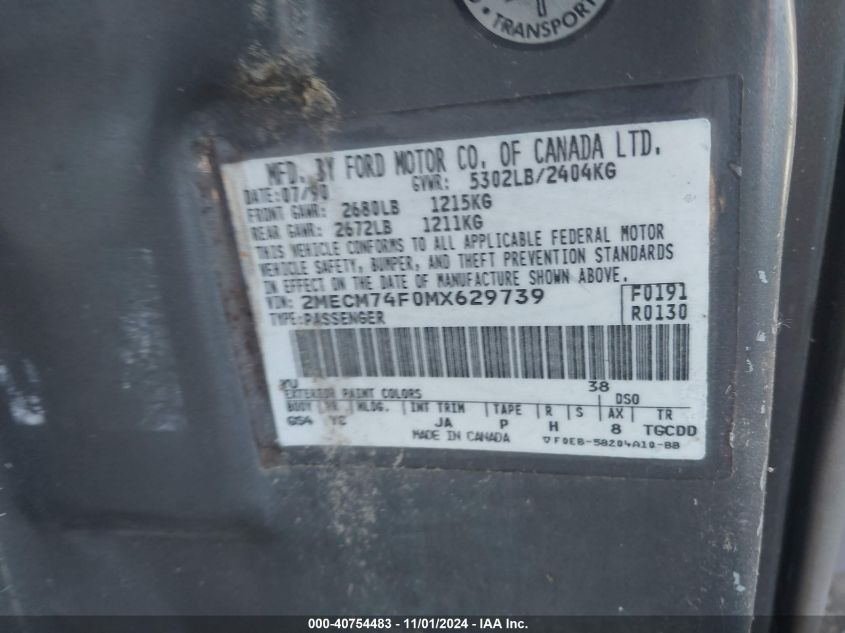 TRANSPORT
MFD. BY FORD MOTOR CO. OF CANADA LTD.
DATE: 07/90 GVWR: 5302LB/2404KG
FRONT GAWR: 2680LB 1215KG
REAR GAWR: 2672LB 1211KG
THIS VEHICLE CONFORMS TO ALL APPLICABLE FEDERAL MOTOR
VEHICLE SAFETY, BUMPER, AND THEFT PREVENTION STANDARDS
IN EFFECT ON THE DATE OF MANUFACTURE SHOWN ABOVE.
VIN: 2MECM74F0MX629739 F0191
TYPE: PASSENGER R0130
38
EXTERIOR PAINT COLORS DSO
BODY VR MLDG. INT TRIM TAPE R S AX TR
GS4 YC JA P H 8 TGCDD
MADE IN CANADA ▽F0EB-58204A10-BB
000-40754483 - 11/01/2024 - IAA Inc.